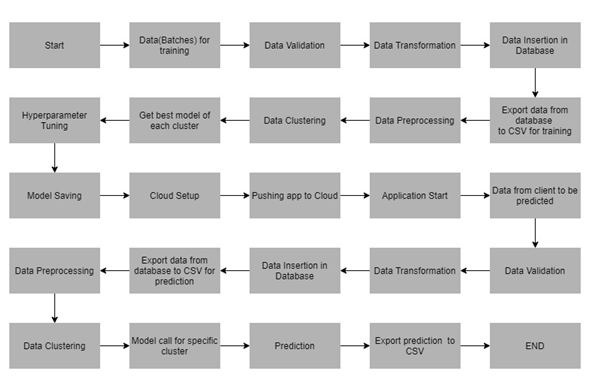 Start
Data(Batches) for
training
Data Validation
Data Transformation
Data Insertion in
Database
Export data from
database
to CSV for training
Data Preprocessing
Data Clustering
Get best model of
each cluster
Hyperparameter
Tuning
Model Saving
Cloud Setup
Pushing app to Cloud
Application Start
Data from client to be
predicted
Data Validation
Data Transformation
Data Insertion in
Database
Export data from
database to CSV for
prediction
Data Preprocessing
Data Clustering
Model call for specific
cluster
Prediction
Export prediction to
CSV
END